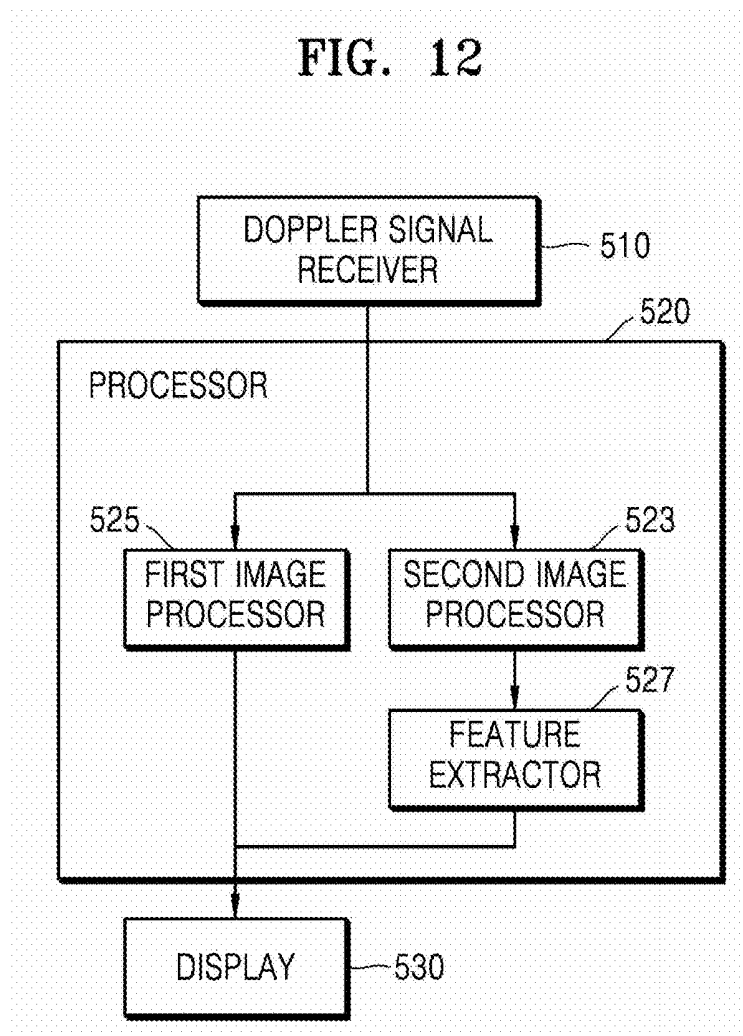 FIG. 12
DOPPLER SIGNAL
RECEIVER
510
520
PROCESSOR
525
FIRST IMAGE
PROCESSOR
523
SECOND IMAGE
PROCESSOR
527
FEATURE
EXTRACTOR
DISPLAY
530